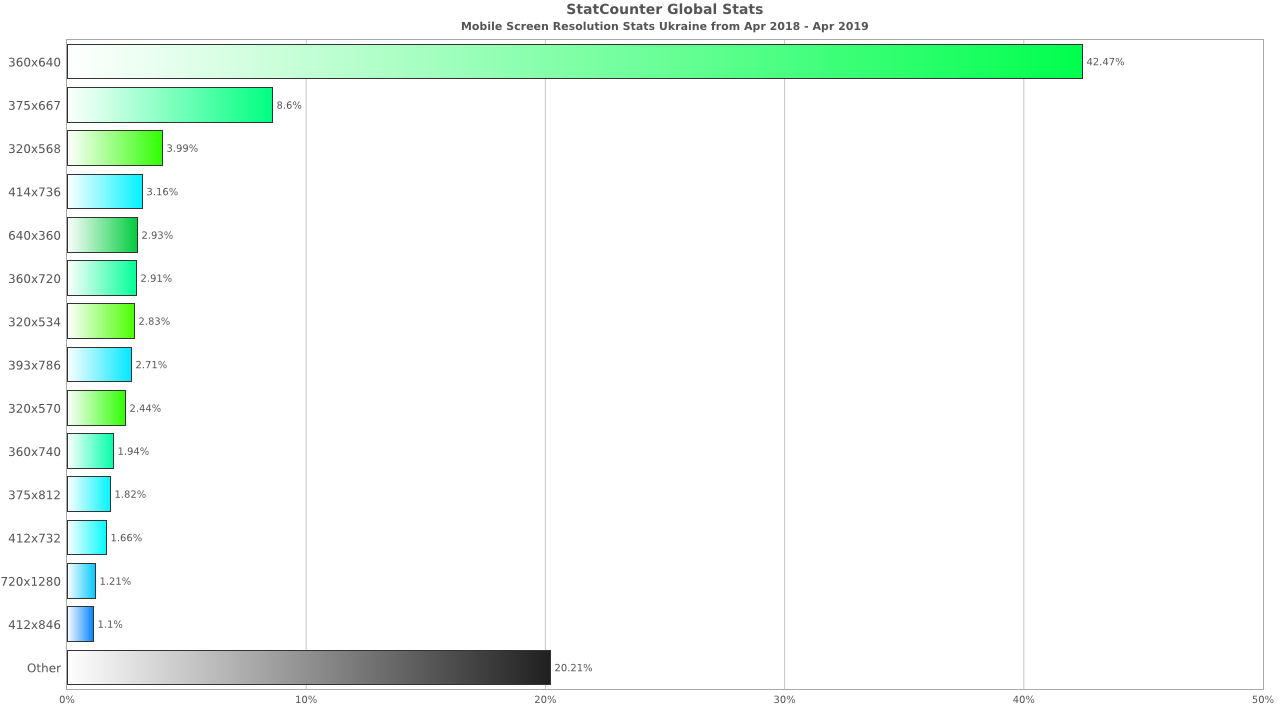 StatCounter Global Stats
Mobile Screen Resolution Stats Ukraine from Apr 2018 - Apr 2019
360x640 42.47%
375x667 8.6%
320x568 3.99%
414x736 3.16%
640x360 2.93%
360x720 2.91%
320x534 2.83%
393x786 2.71%
320x570 2.44%
360x740 1.94%
375x812 1.82%
412x732 1.66%
720x1280 1.21%
412x846 1.1%
Other 20.21%
0% 10% 20% 30% 40% 50%